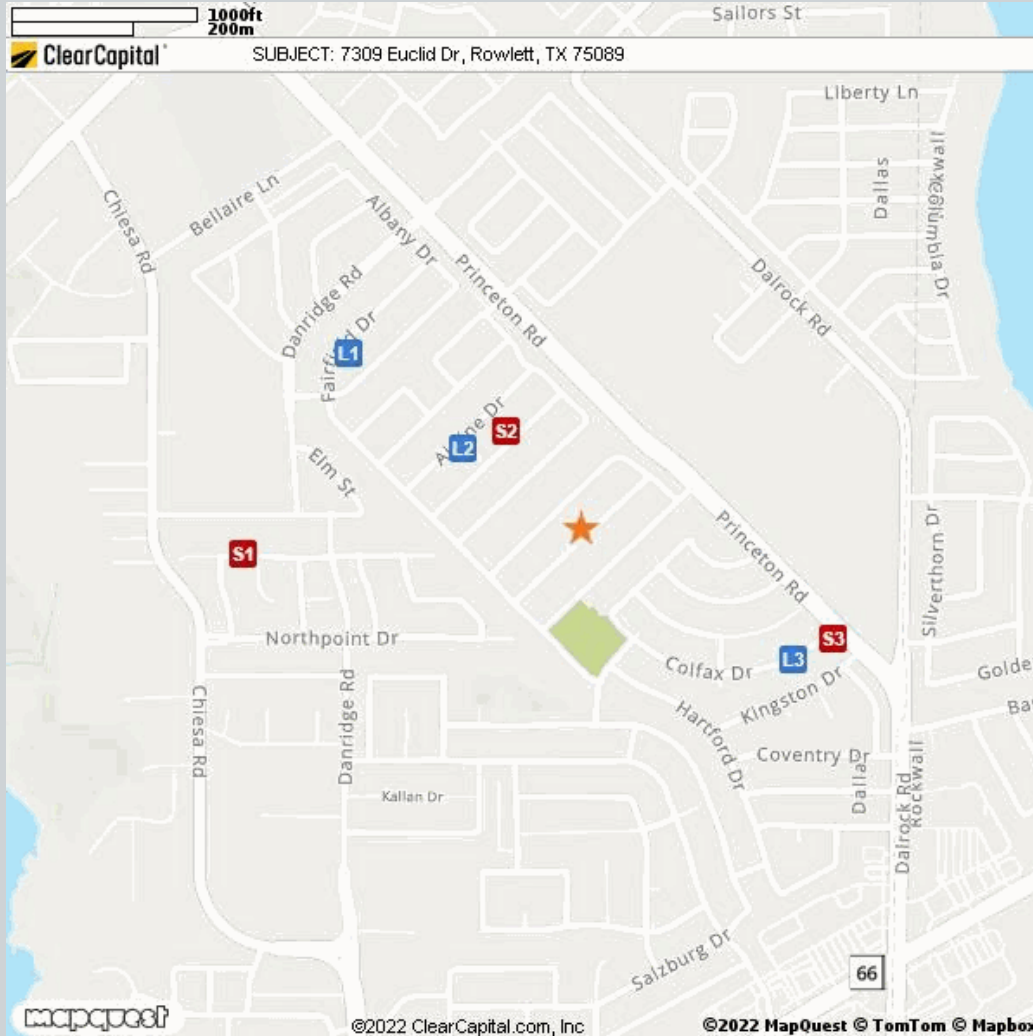 1000ft
200m
Sailors St
ClearCapital
SUBJECT: 7309 Euclid Dr, Rowlett, TX 75089
Liberty Ln
Dallas
Chiesa Rd
Bellaire Ln
Albany Dr
Princeton Rd
Dalrock Rd
Danridge Rd
L1
S2
L2
Elm St
S1
Princeton Rd
Silverthorn Dr
Northpoint Dr
S3
L3
Colfax Dr
Kingston Dr
Golde
Ba
Chiesa Rd
Danridge Rd
Hartford Dr
Coventry Dr
Dallas
Rockwall
Dalrock Rd
Kallan Dr
Salzburg Dr
66
mapquest
©2022 ClearCapital.com, Inc
©2022 MapQuest © TomTom © Mapbo